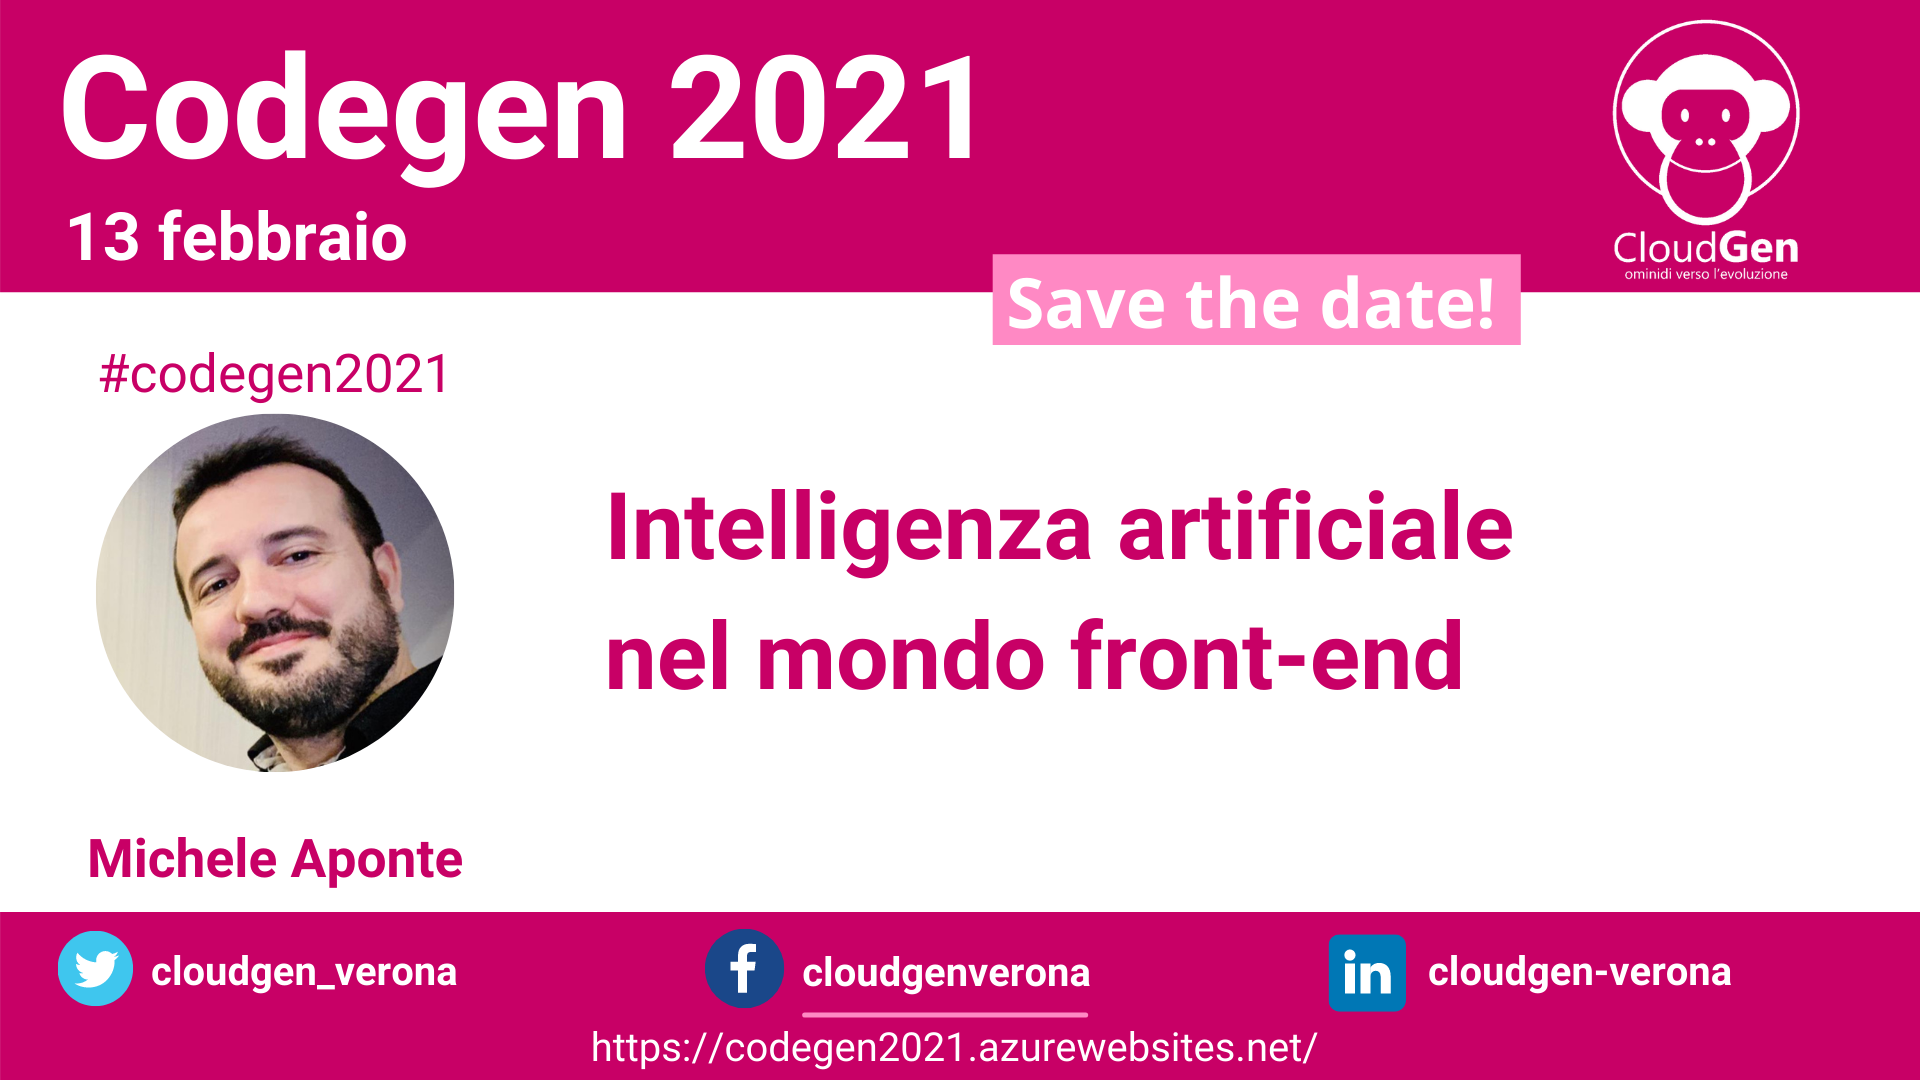 Codegen 2021
13 febbraio
CloudGen
ominidi verso l'evoluzione
Save the date!
#codegen2021
Intelligenza artificiale
nel mondo front-end
Michele Aponte
cloudgen_verona
f cloudgenverona
in cloudgen-verona
https://codegen2021.azurewebsites.net/